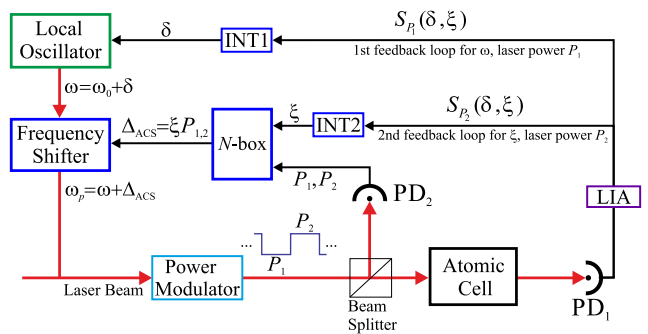 Local
Oscillator
δ
INT1
S_{P_1}(δ,ξ)
1st feedback loop for ω, laser power P_1
ω=ω_0+δ
Frequency
Shifter
Δ_{ACS}=ξP_{1,2}
N-box
ξ
INT2
S_{P_2}(δ,ξ)
2nd feedback loop for ξ, laser power P_2
P_1,P_2
PD_2
LIA
ω_p=ω+Δ_{ACS}
... P_2 ...
P_1
Laser Beam
Power
Modulator
Beam
Splitter
Atomic
Cell
PD_1